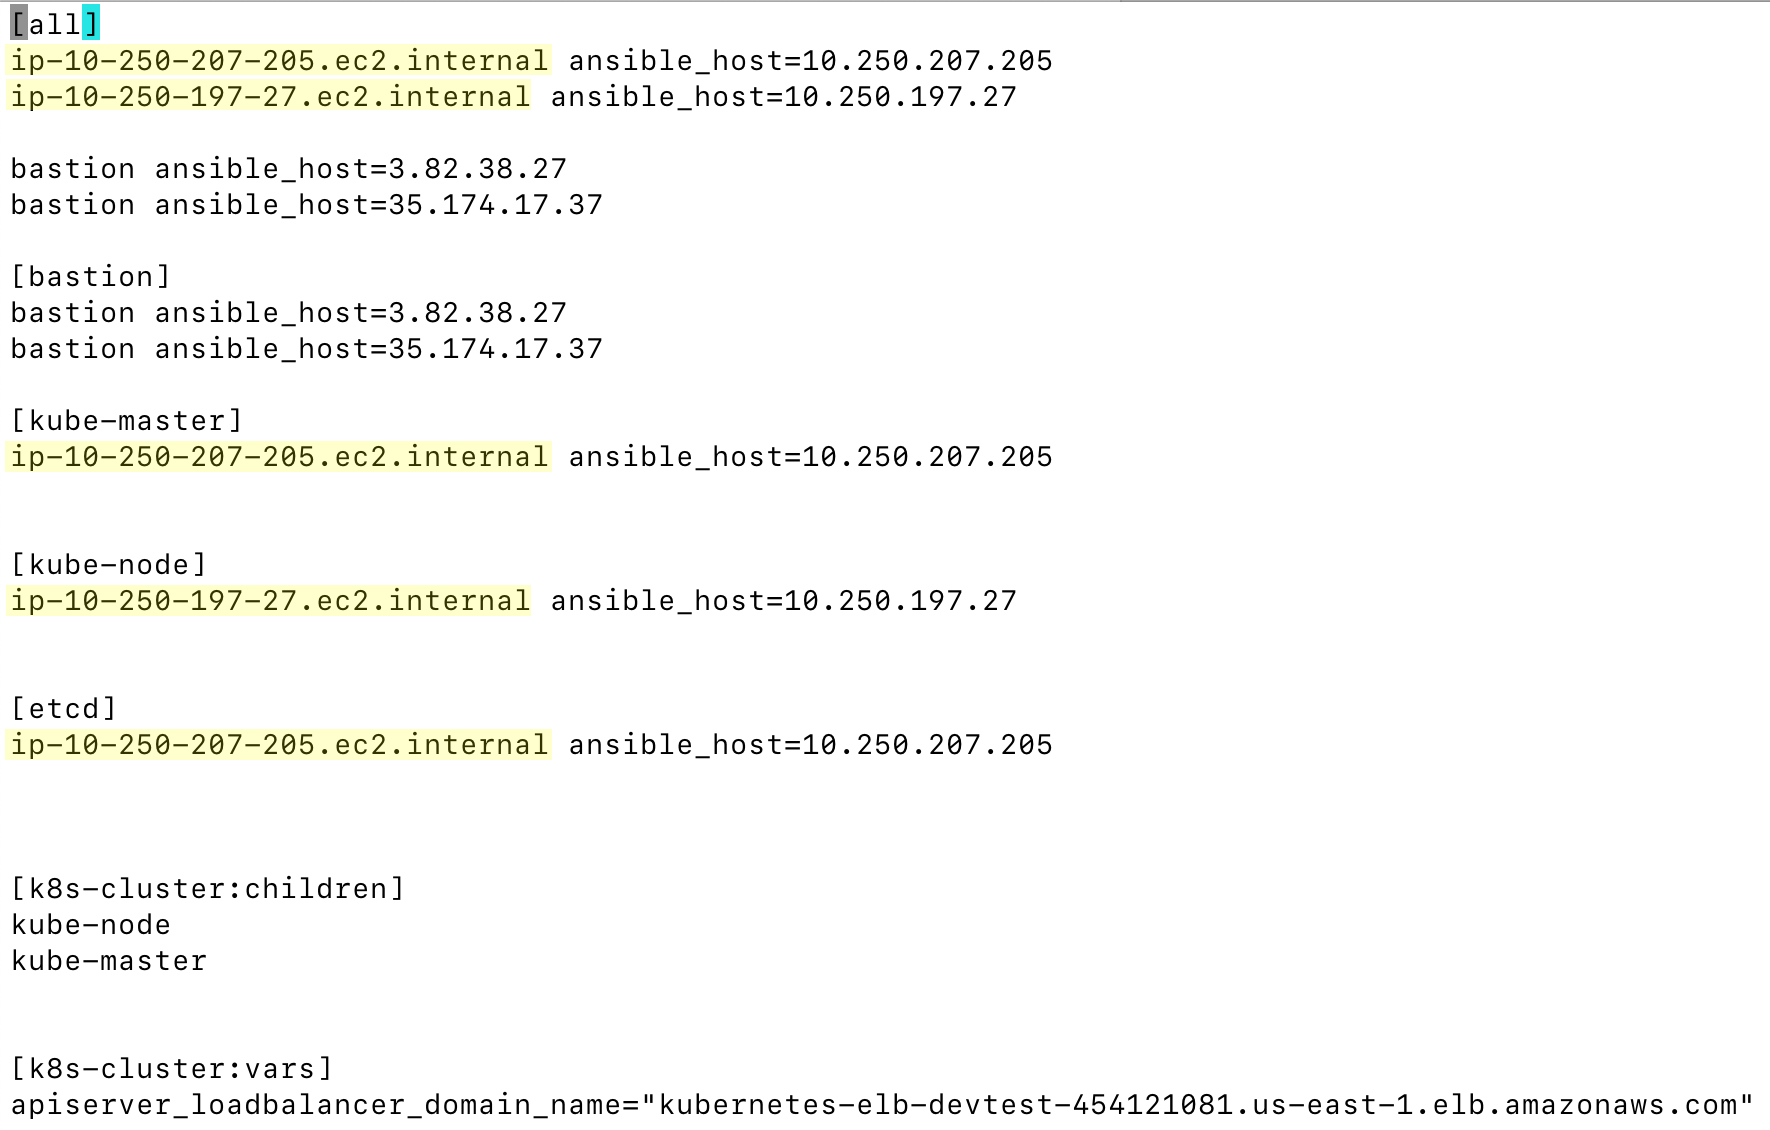 [all]
ip-10-250-207-205.ec2.internal ansible_host=10.250.207.205
ip-10-250-197-27.ec2.internal ansible_host=10.250.197.27
bastion ansible_host=3.82.38.27
bastion ansible_host=35.174.17.37
[bastion]
bastion ansible_host=3.82.38.27
bastion ansible_host=35.174.17.37
[kube-master]
ip-10-250-207-205.ec2.internal ansible_host=10.250.207.205
[kube-node]
ip-10-250-197-27.ec2.internal ansible_host=10.250.197.27
[etcd]
ip-10-250-207-205.ec2.internal ansible_host=10.250.207.205
[k8s-cluster:children]
kube-node
kube-master
[k8s-cluster:vars]
apiserver_loadbalancer_domain_name="kubernetes-elb-devtest-454121081.us-east-1.elb.amazonaws.com"